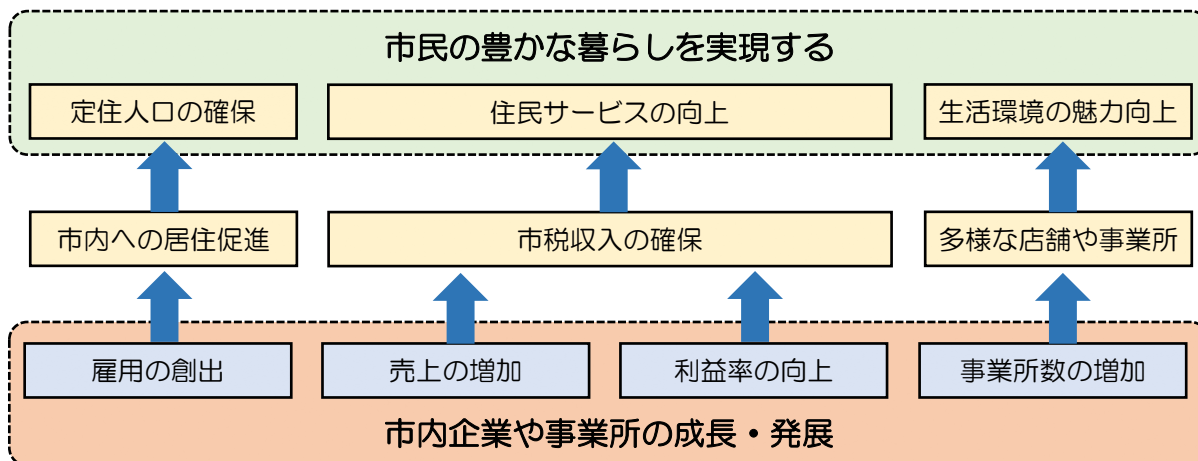 市民の豊かな暮らしを実現する
定住人口の確保
住民サービスの向上
生活環境の魅力向上
市内への居住促進
市税収入の確保
多様な店舗や事業所
雇用の創出
売上の増加
利益率の向上
事業所数の増加
市内企業や事業所の成長・発展